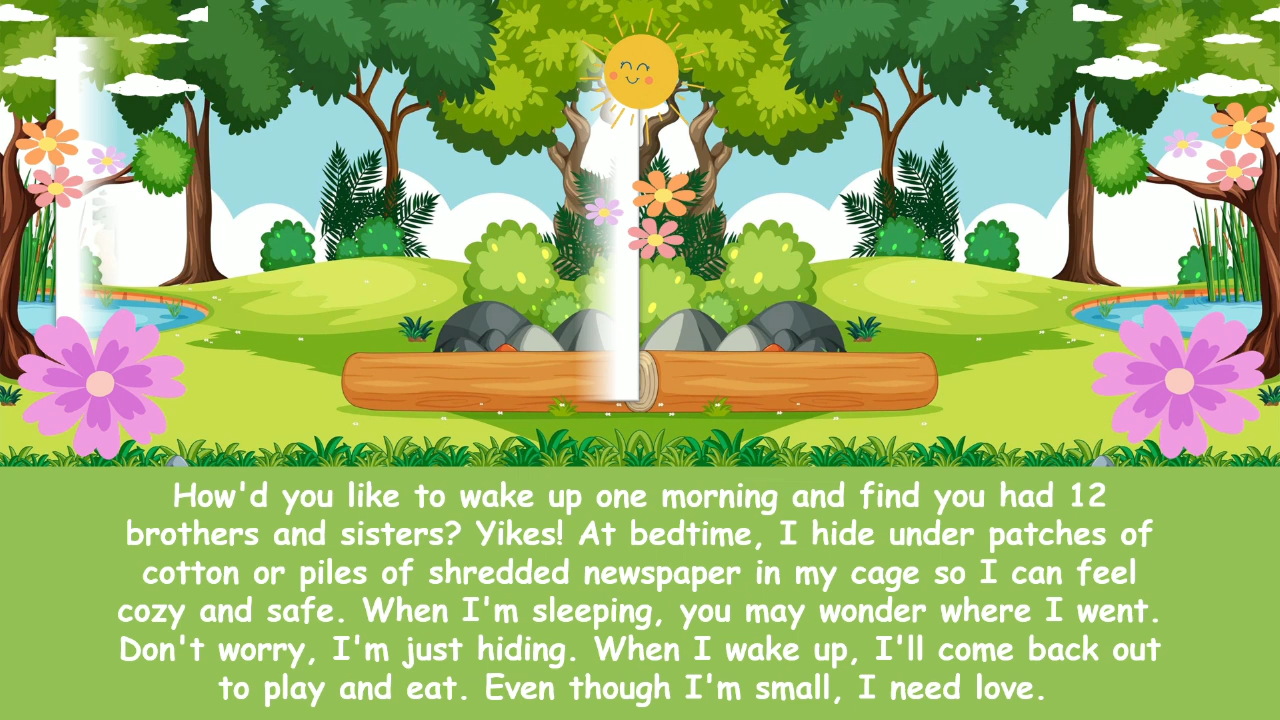 How'd you like to wake up one morning and find you had 12
brothers and sisters? Yikes! At bedtime, I hide under patches of
cotton or piles of shredded newspaper in my cage so I can feel
cozy and safe. When I'm sleeping, you may wonder where I went.
Don't worry, I'm just hiding. When I wake up, I'll come back out
to play and eat. Even though I'm small, I need love.